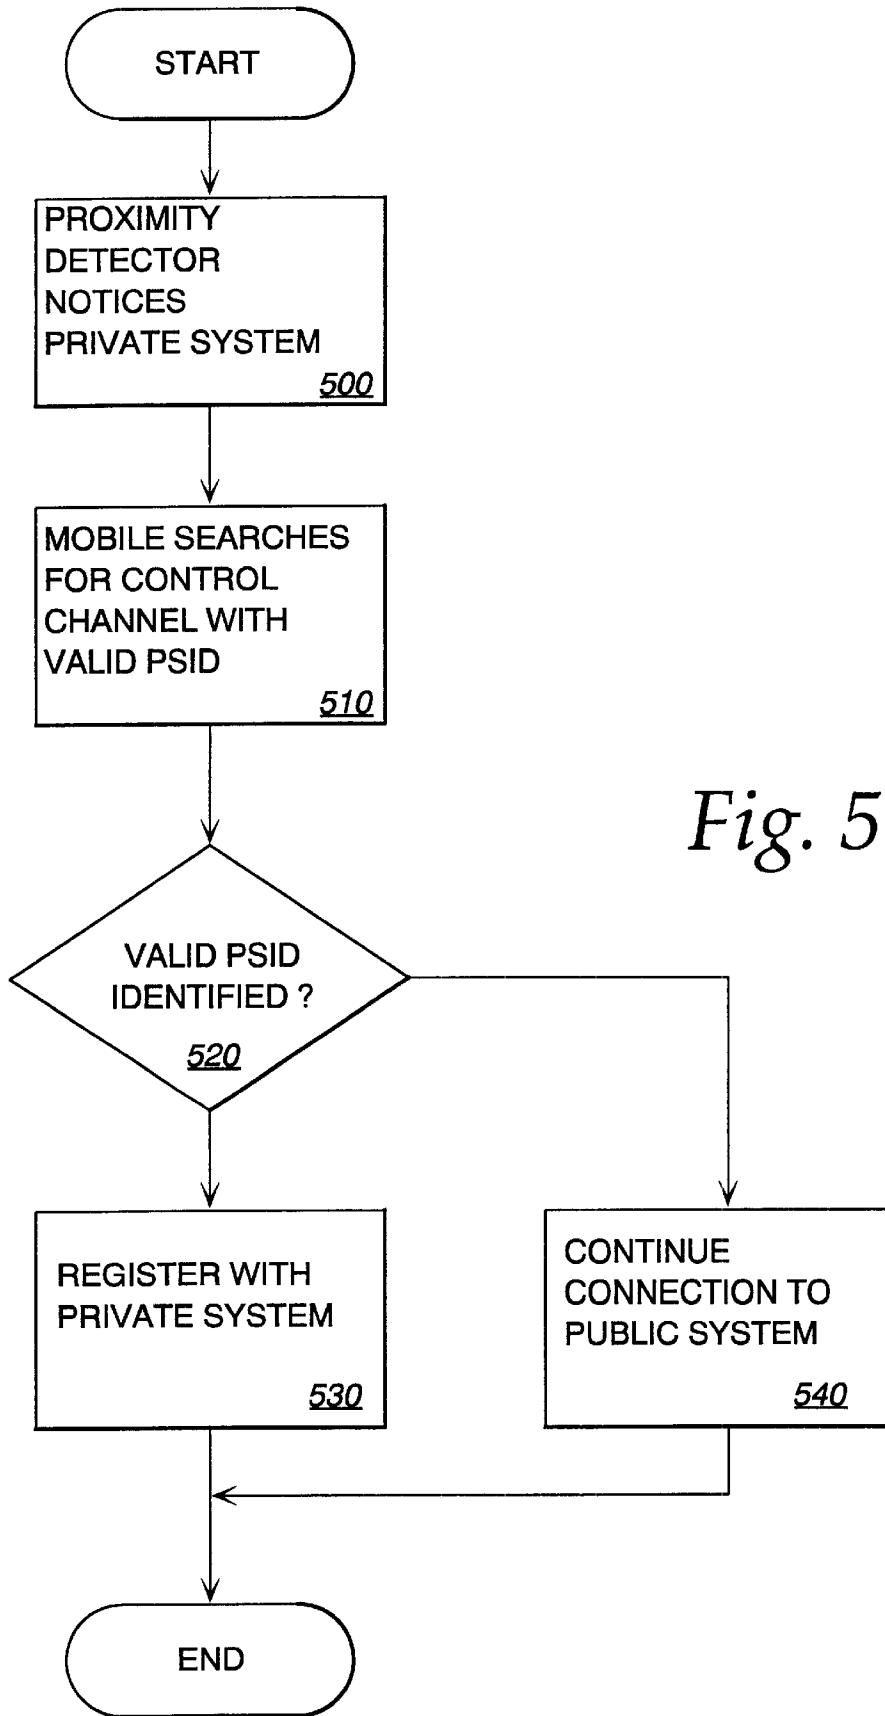 START
PROXIMITY
DETECTOR
NOTICES
PRIVATE SYSTEM
500
MOBILE SEARCHES
FOR CONTROL
CHANNEL WITH
VALID PSID
510
Fig. 5
VALID PSID
IDENTIFIED ?
520
REGISTER WITH
PRIVATE SYSTEM
530
CONTINUE
CONNECTION TO
PUBLIC SYSTEM
540
END